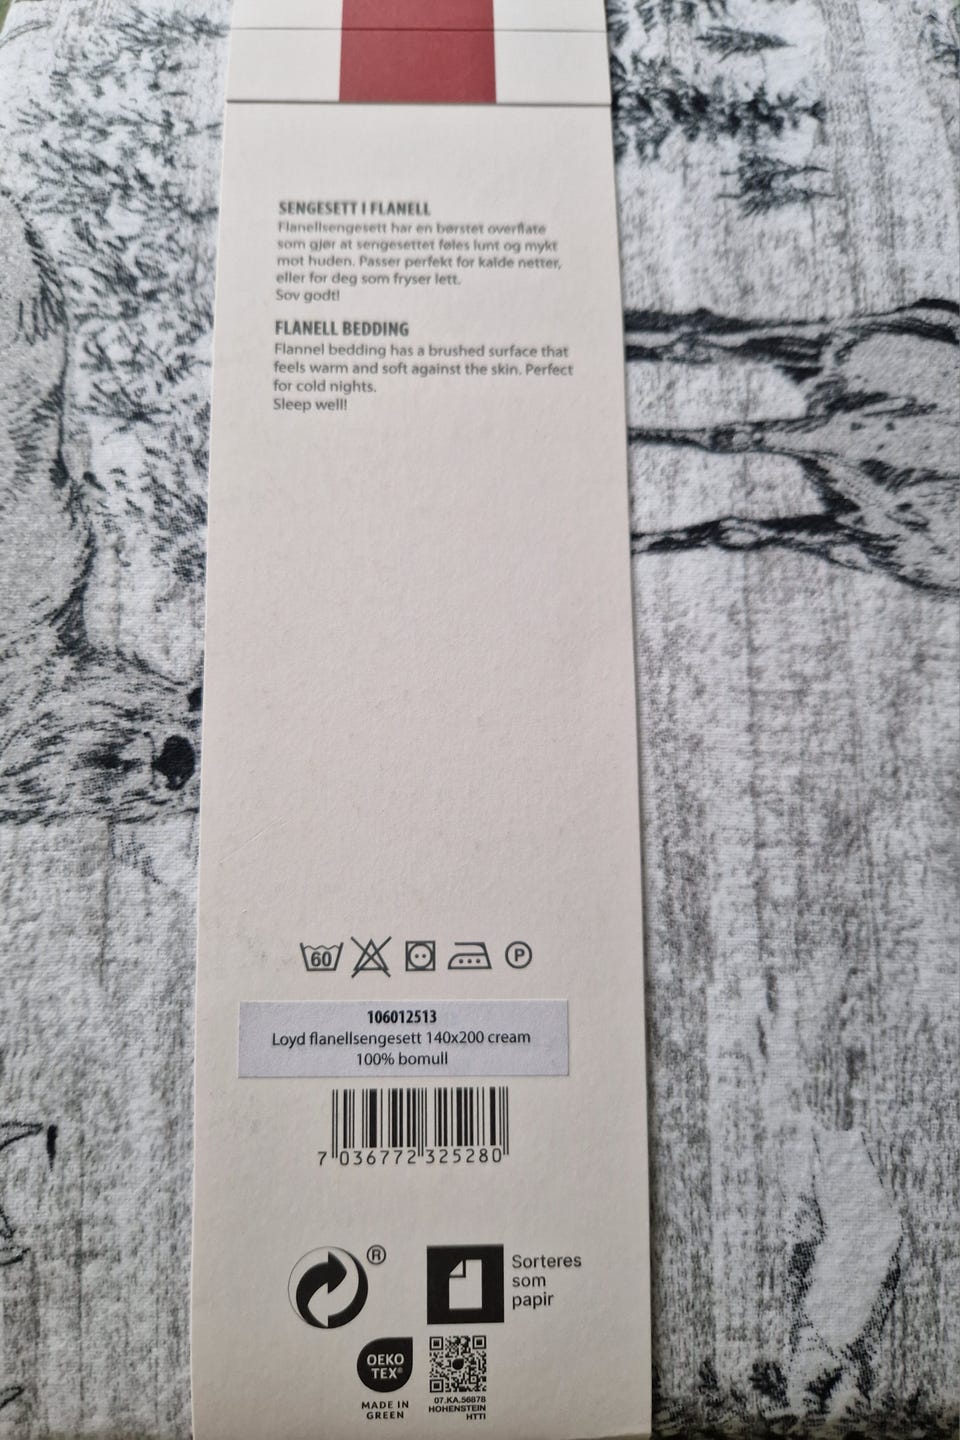 SENGESETT I FLANELL
Flanellsengesett har en børstet overflate
som gjør at sengesettet føles lunt og mykt
mot huden. Passer perfekt for kalde netter,
eller for deg som fryser lett.
Sov godt!
FLANELL BEDDING
Flannel bedding has a brushed surface that
feels warm and soft against the skin. Perfect
for cold nights.
Sleep well!
60 P
106012513
Loyd flanellsengesett 140x200 cream
100% bomull
7 036772 325280
®
Sorteres
som
papir
OEKO
TEX®
MADE IN
GREEN
07.KA.56878
HOHENSTEIN
HTTI